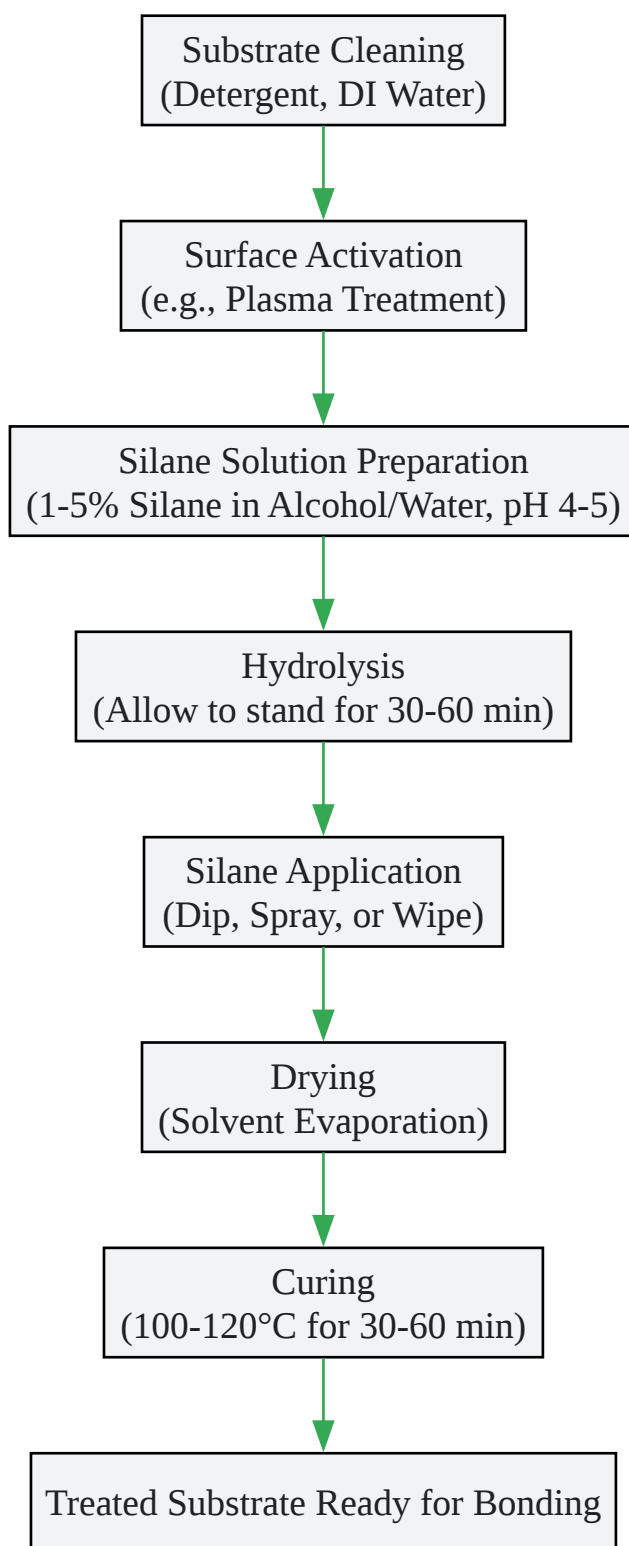 Substrate Cleaning
(Detergent, DI Water)
Surface Activation
(e.g., Plasma Treatment)
Silane Solution Preparation
(1-5% Silane in Alcohol/Water, pH 4-5)
Hydrolysis
(Allow to stand for 30-60 min)
Silane Application
(Dip, Spray, or Wipe)
Drying
(Solvent Evaporation)
Curing
(100-120°C for 30-60 min)
Treated Substrate Ready for Bonding